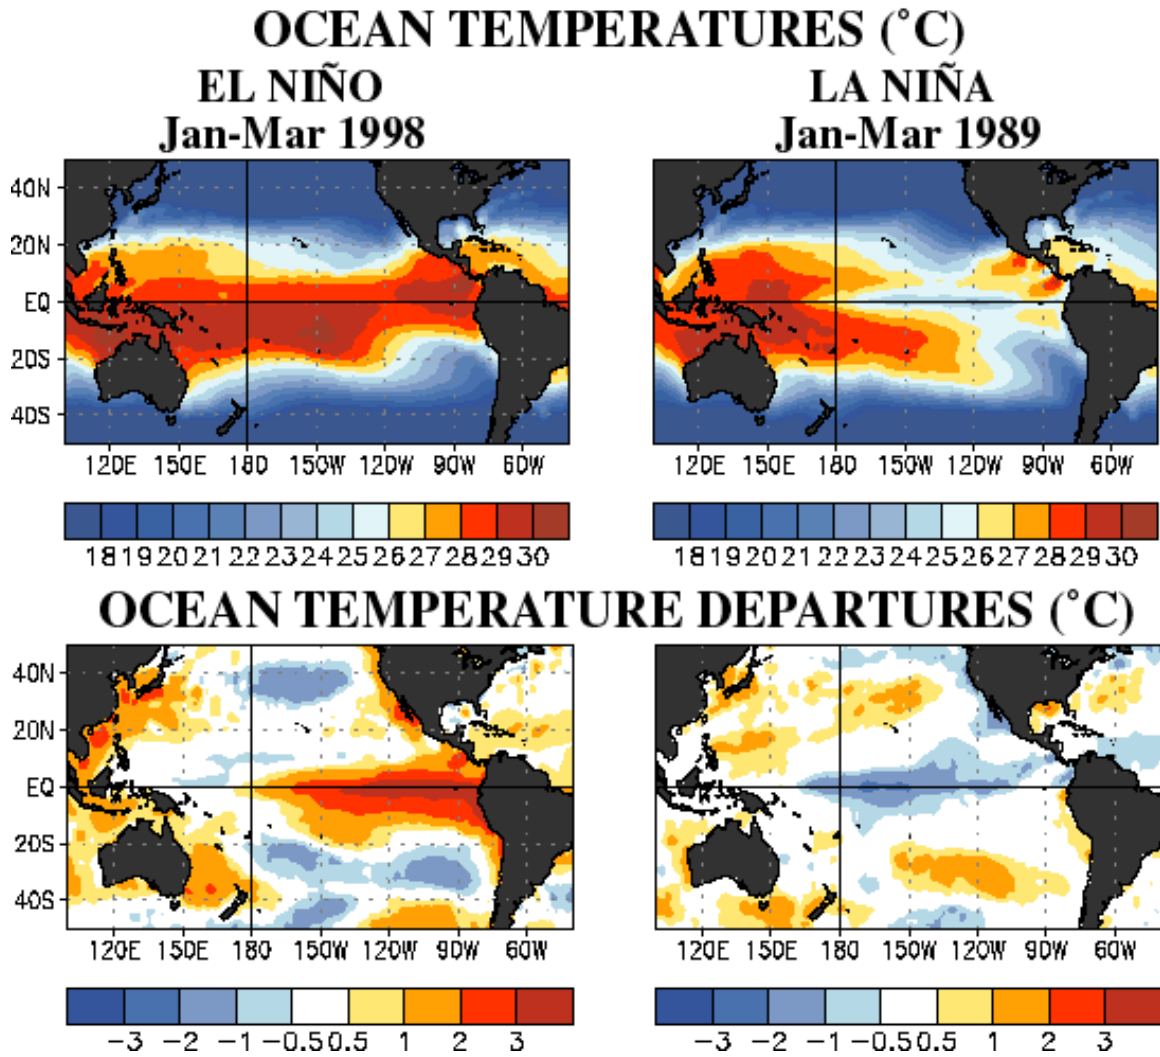 OCEAN TEMPERATURES (˚C)
EL NIÑO
Jan-Mar 1998
LA NIÑA
Jan-Mar 1989
40N
20N
EQ
20S
40S
120E 150E 180 150W 120W 90W 60W
120E 150E 180 150W 120W 90W 60W
18 19 20 21 22 23 24 25 26 27 28 29 30
18 19 20 21 22 23 24 25 26 27 28 29 30
OCEAN TEMPERATURE DEPARTURES (˚C)
40N
20N
EQ
20S
40S
120E 150E 180 150W 120W 90W 60W
120E 150E 180 150W 120W 90W 60W
−3 −2 −1 −0.5 0.5 1 2 3
−3 −2 −1 −0.5 0.5 1 2 3